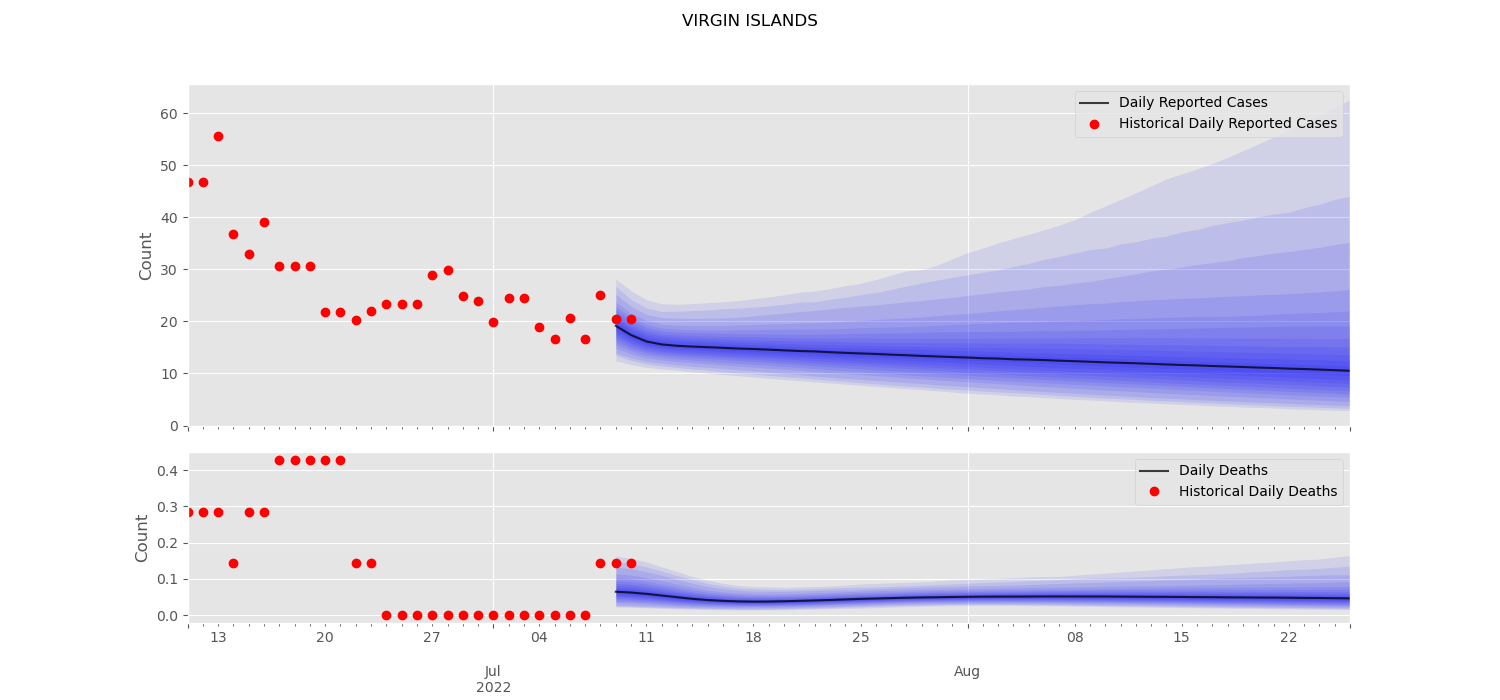 VIRGIN ISLANDS
Daily Reported Cases
Historical Daily Reported Cases
Count
60
50
40
30
20
10
0
Daily Deaths
Historical Daily Deaths
Count
0.4
0.3
0.2
0.1
0.0
13 20 27 04 11 18 25 08 15 22
Jul Aug
2022